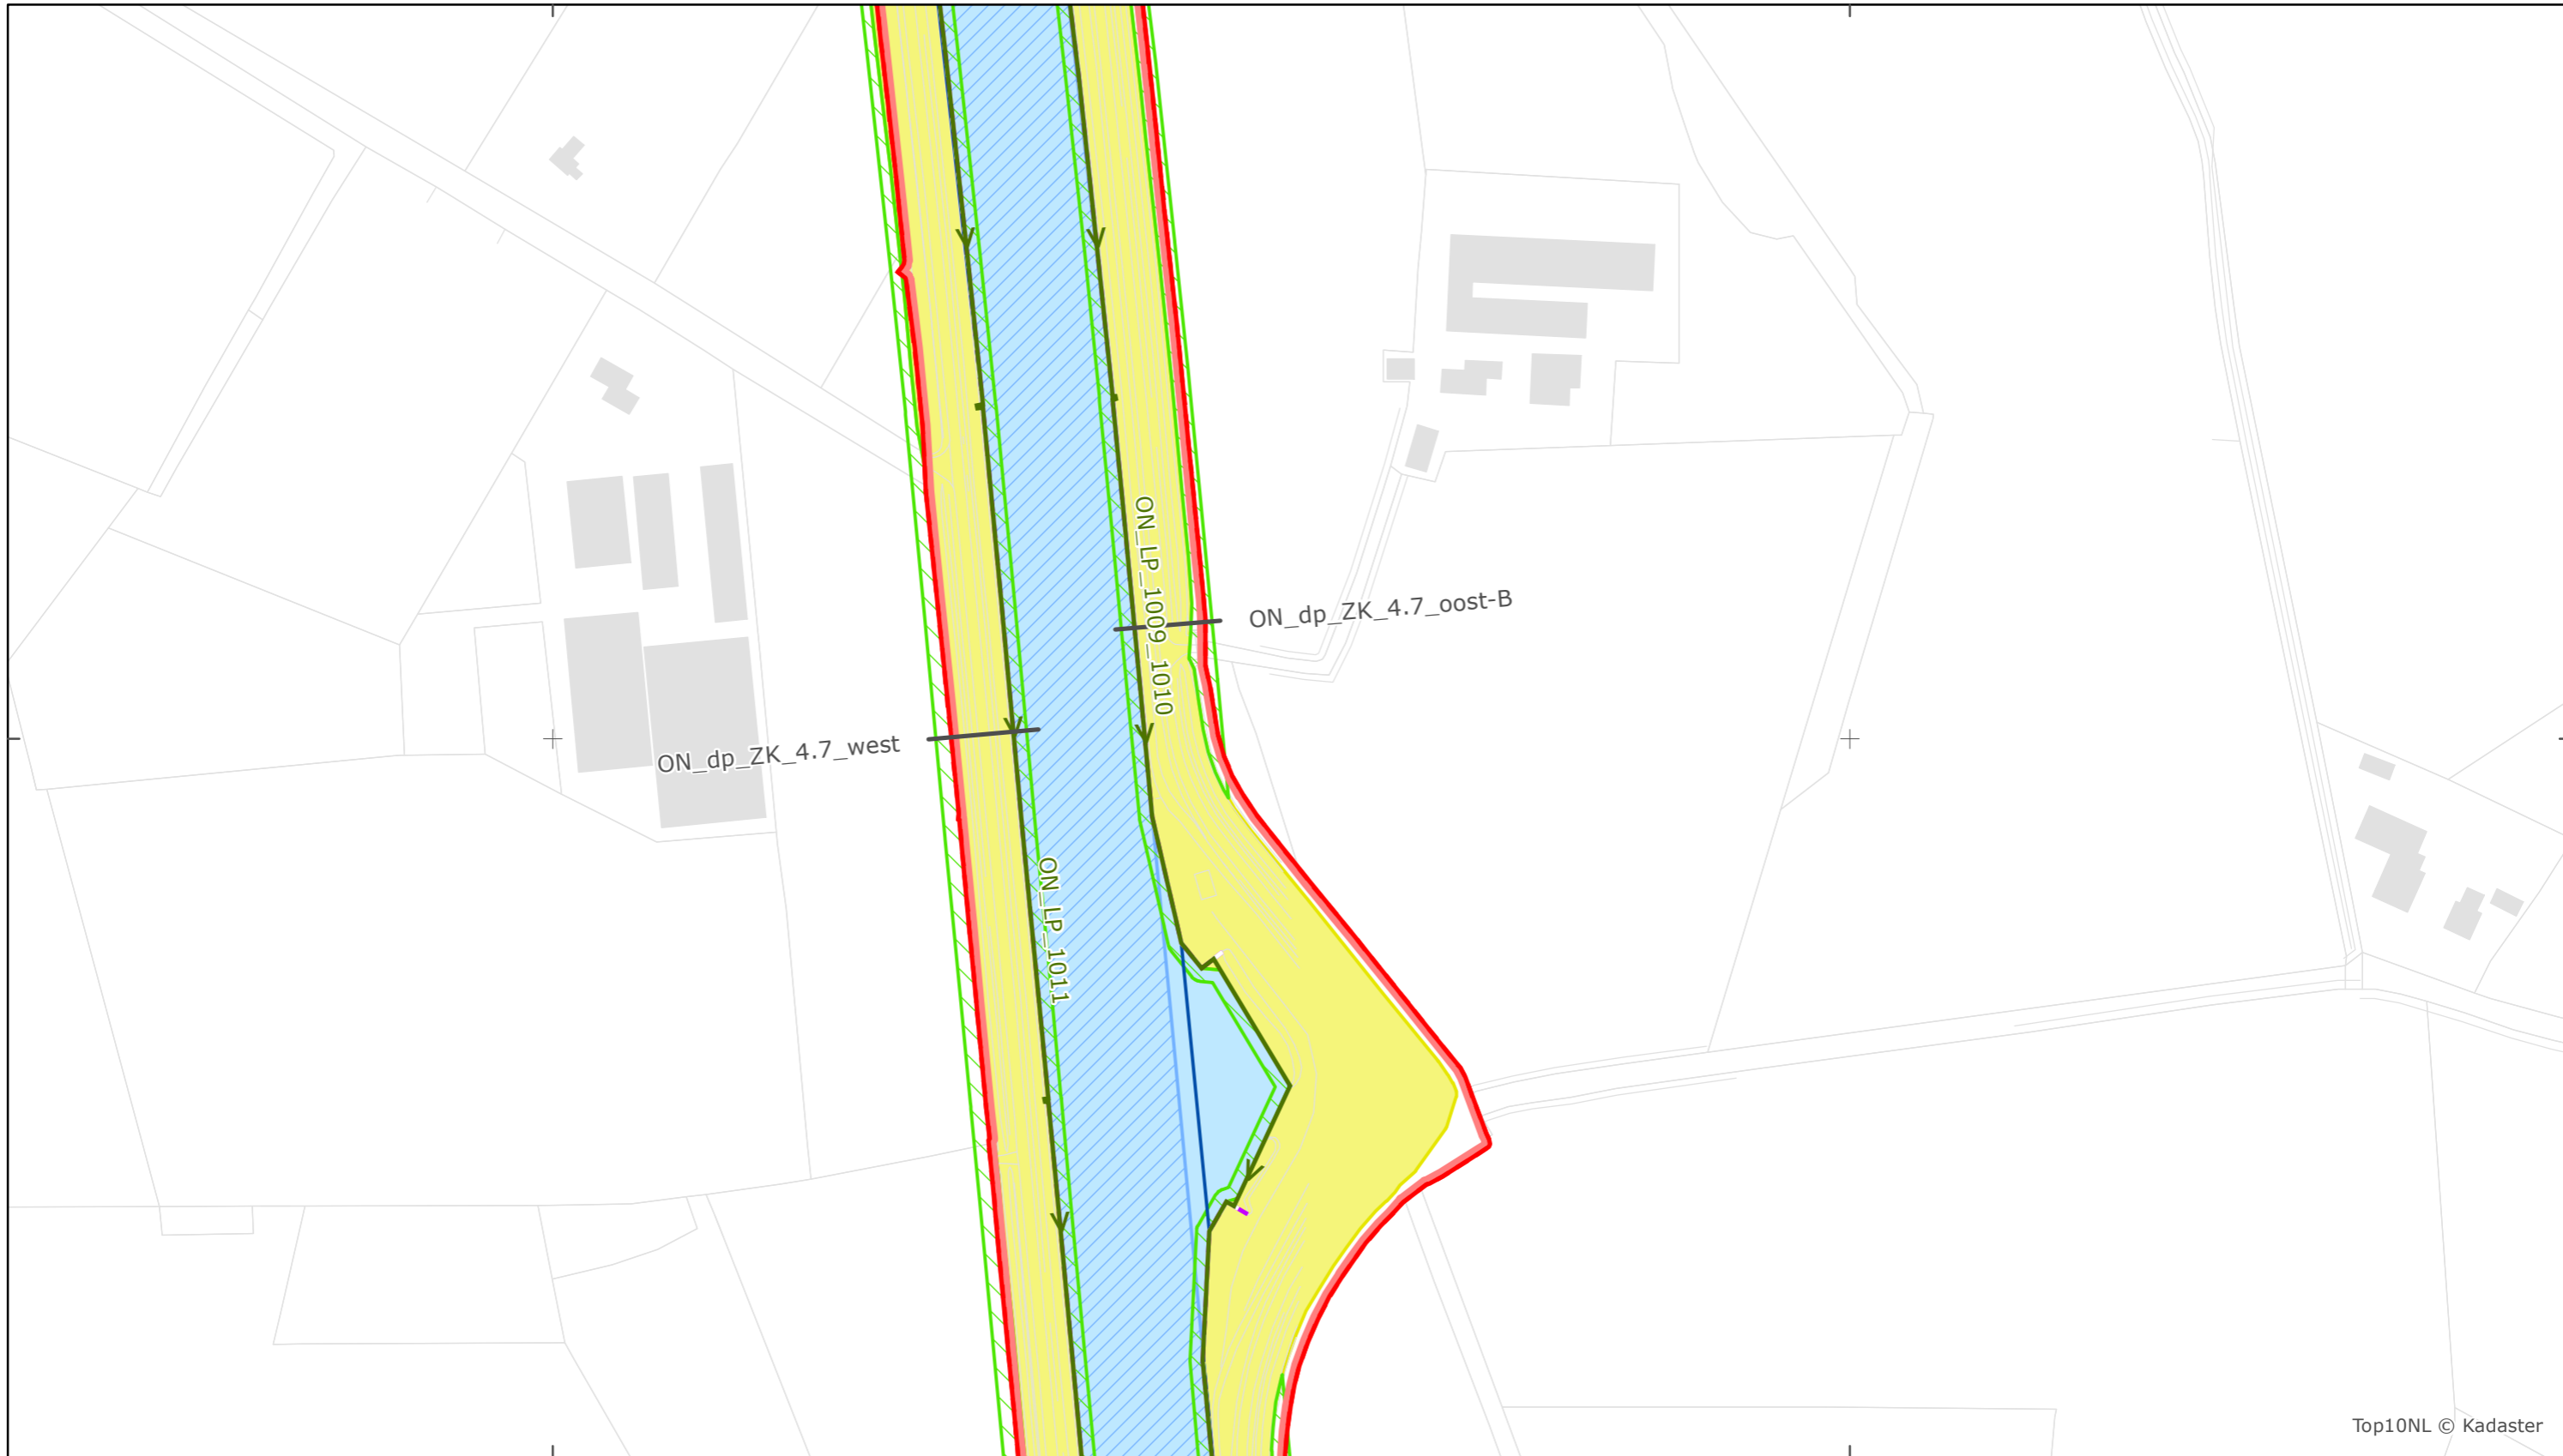 ON_LP_1009_1010
ON_dp_ZK_4.7_oost-B
ON_dp_ZK_4.7_west
ON_LP_1011
Top10NL © Kadaster